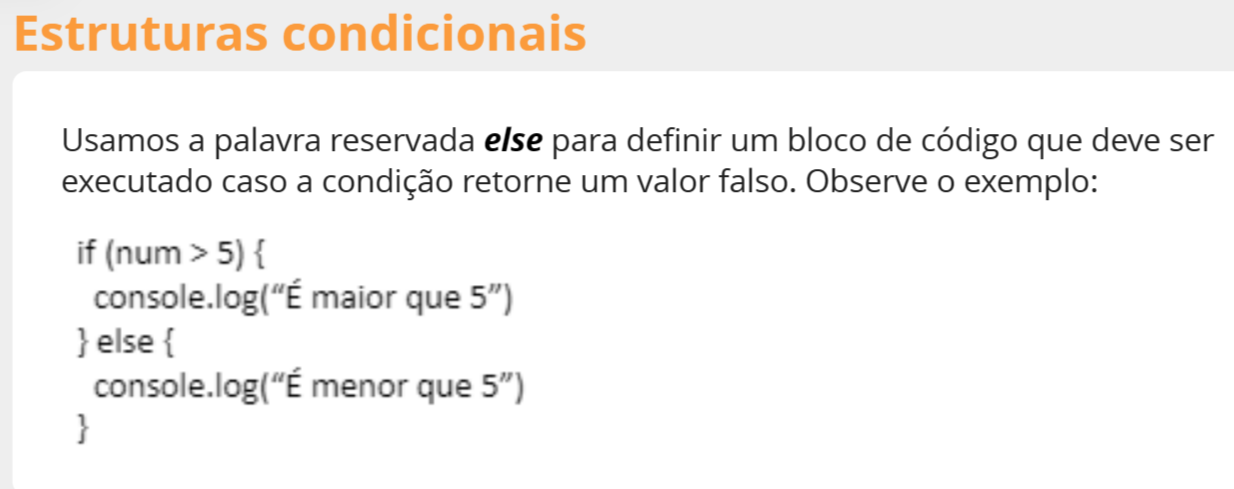 Estruturas condicionais
Usamos a palavra reservada else para definir um bloco de código que deve ser
executado caso a condição retorne um valor falso. Observe o exemplo:
if (num > 5) {
  console.log(“É maior que 5”)
} else {
  console.log(“É menor que 5”)
}